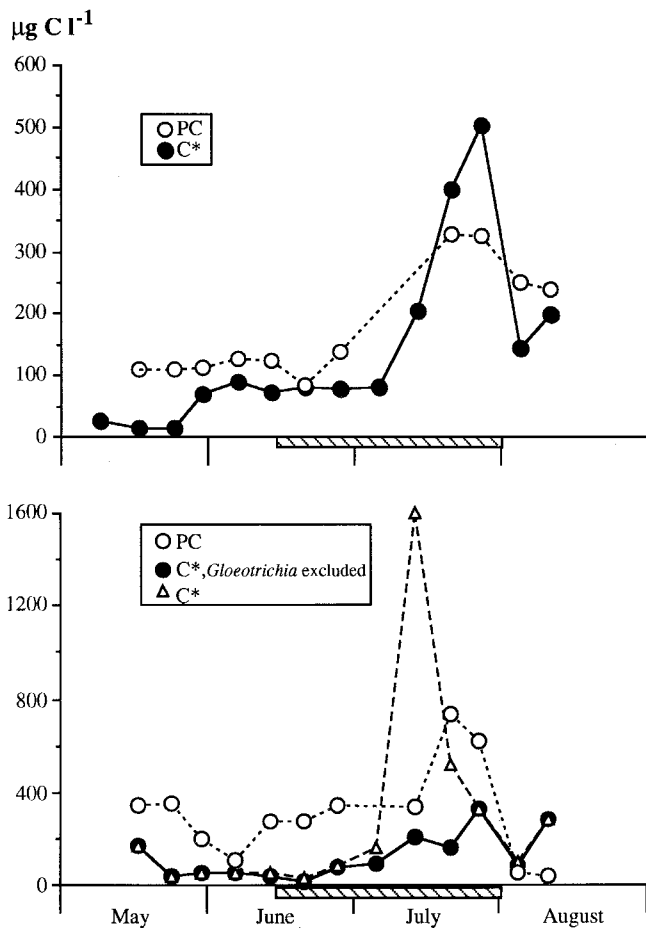 µg C l⁻¹
600
500
400
300
200
100
0
PC
C*
1600
1200
800
400
0
PC
C*, Gloeotrichia excluded
C*
May June July August